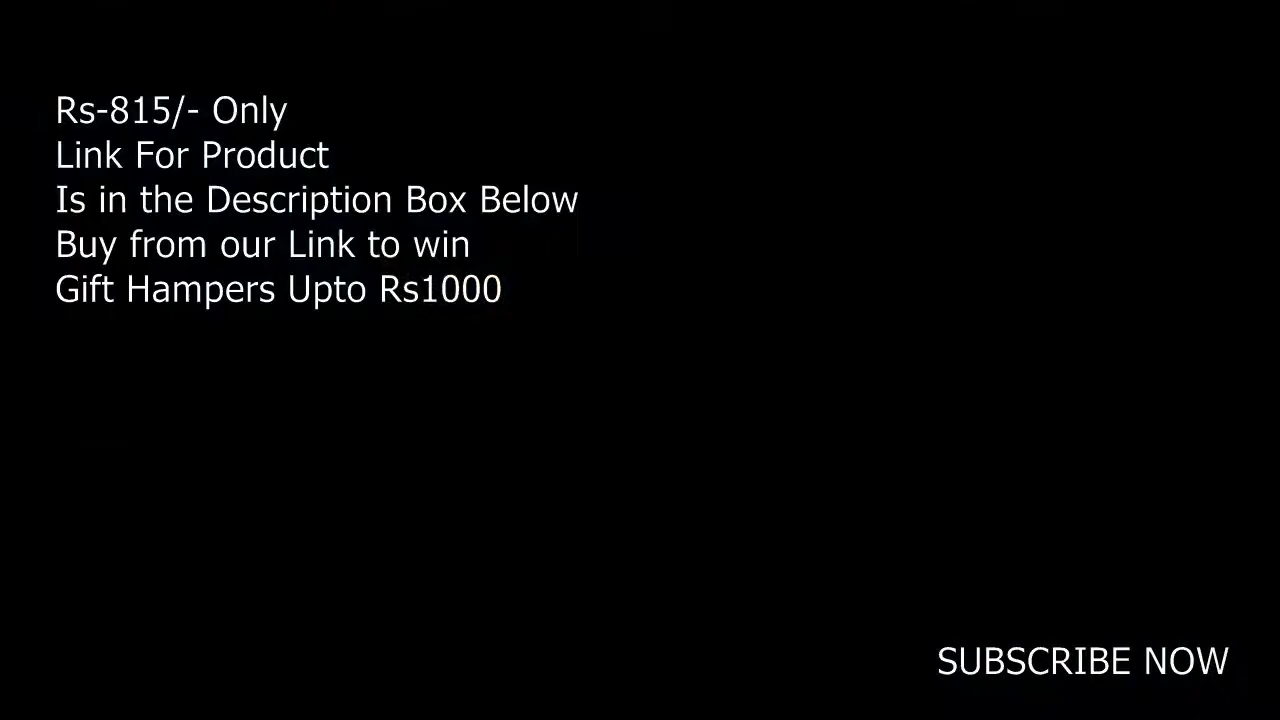 Rs-815/- Only
Link For Product
Is in the Description Box Below
Buy from our Link to win
Gift Hampers Upto Rs1000
SUBSCRIBE NOW